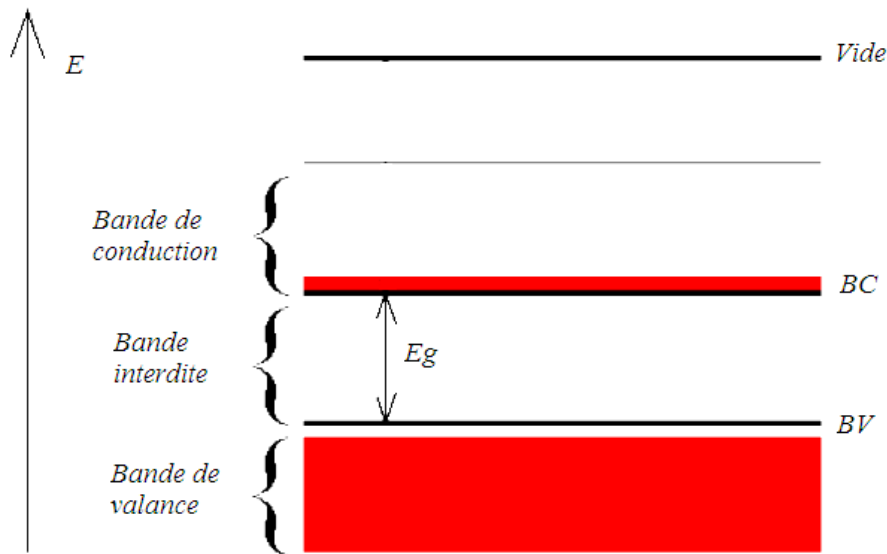 E
Vide
Bande de
conduction
BC
Bande
interdite
Eg
BV
Bande de
valance